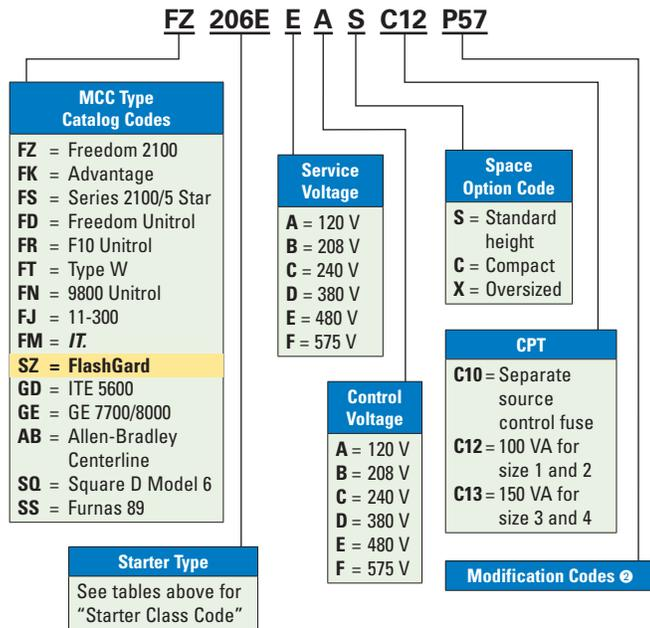 FZ 206E E A S C12 P57
MCC Type
Catalog Codes
FZ = Freedom 2100
FK = Advantage
FS = Series 2100/5 Star
FD = Freedom Unitrol
FR = F10 Unitrol
FT = Type W
FN = 9800 Unitrol
FJ = 11-300
FM = IT.
SZ = FlashGard
GD = ITE 5600
GE = GE 7700/8000
AB = Allen-Bradley
Centerline
SQ = Square D Model 6
SS = Furnas 89
Starter Type
See tables above for
"Starter Class Code"
Service
Voltage
A = 120 V
B = 208 V
C = 240 V
D = 380 V
E = 480 V
F = 575 V
Control
Voltage
A = 120 V
B = 208 V
C = 240 V
D = 380 V
E = 480 V
F = 575 V
Space
Option Code
S = Standard
height
C = Compact
X = Oversized
CPT
C10 = Separate
source
control fuse
C12 = 100 VA for
size 1 and 2
C13 = 150 VA for
size 3 and 4
Modification Codes ❷